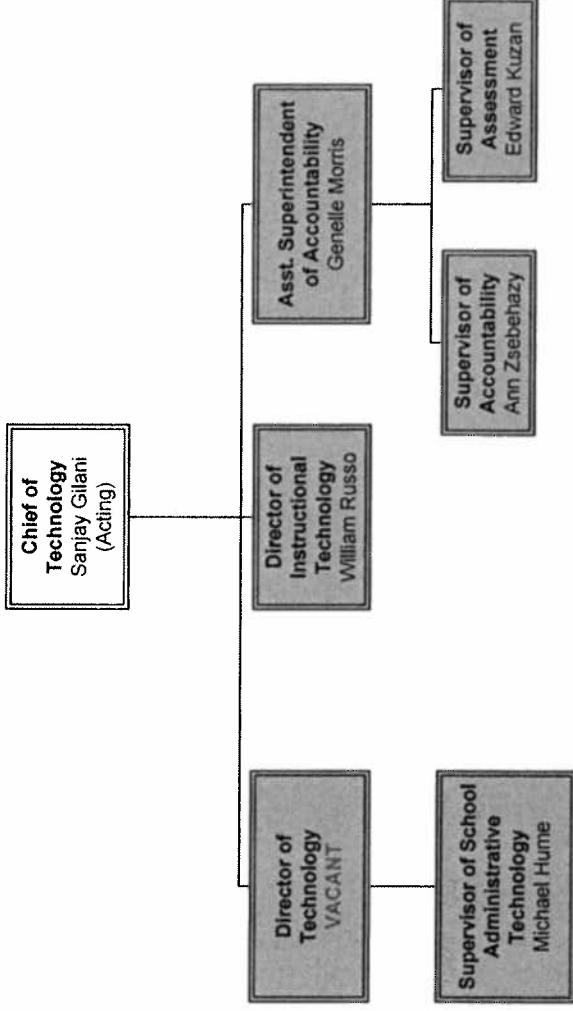 Chief of
Technology
Sanjay Gilani
(Acting)
Director of
Technology
VACANT
Director of
Instructional
Technology
William Russo
Asst. Superintendent
of Accountability
Genelle Morris
Supervisor of School
Administrative
Technology
Michael Hume
Supervisor of
Accountability
Ann Zsebehazy
Supervisor of
Assessment
Edward Kuzan